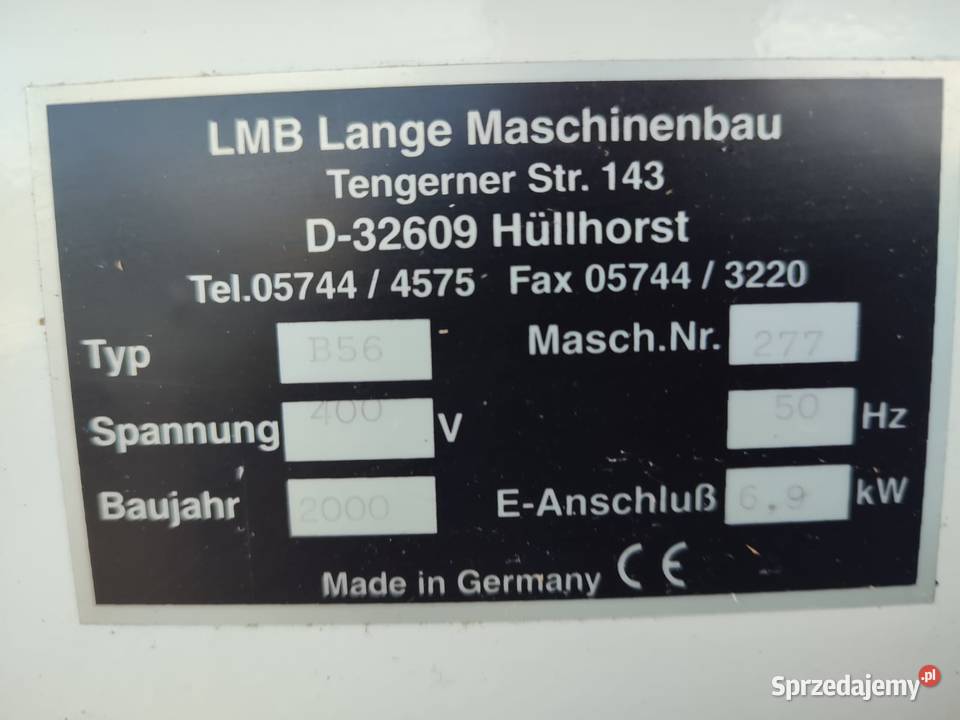 LMB Lange Maschinenbau
Tengerner Str. 143
D-32609 Hüllhorst
Tel.05744 / 4575 Fax 05744 / 3220
Typ B56 Masch.Nr. 277
Spannung 400 V 50 Hz
Baujahr 2000 E-Anschluß 6,9 kW
Made in Germany CE
Sprzedajemy.pl